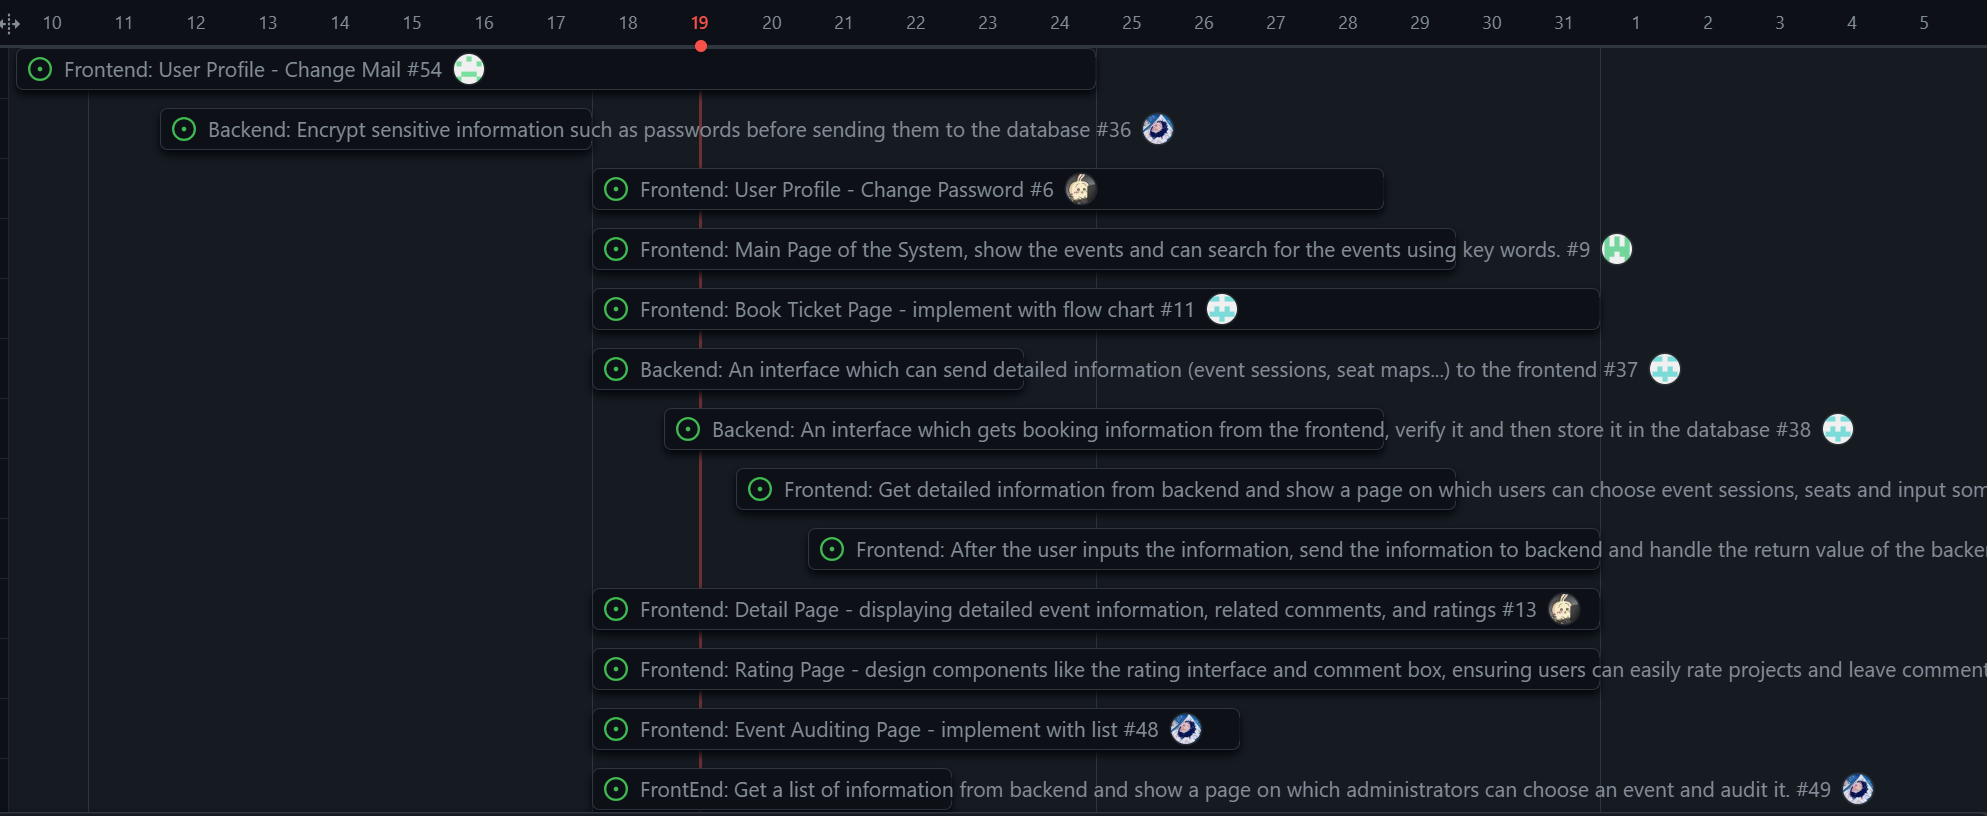 10 11 12 13 14 15 16 17 18 19 20 21 22 23 24 25 26 27 28 29 30 31 1 2 3 4 5
Frontend: User Profile - Change Mail #54
Backend: Encrypt sensitive information such as passwords before sending them to the database #36
Frontend: User Profile - Change Password #6
Frontend: Main Page of the System, show the events and can search for the events using key words. #9
Frontend: Book Ticket Page - implement with flow chart #11
Backend: An interface which can send detailed information (event sessions, seat maps...) to the frontend #37
Backend: An interface which gets booking information from the frontend, verify it and then store it in the database #38
Frontend: Get detailed information from backend and show a page on which users can choose event sessions, seats and input som
Frontend: After the user inputs the information, send the information to backend and handle the return value of the backe
Frontend: Detail Page - displaying detailed event information, related comments, and ratings #13
Frontend: Rating Page - design components like the rating interface and comment box, ensuring users can easily rate projects and leave comment
Frontend: Event Auditing Page - implement with list #48
FrontEnd: Get a list of information from backend and show a page on which administrators can choose an event and audit it. #49